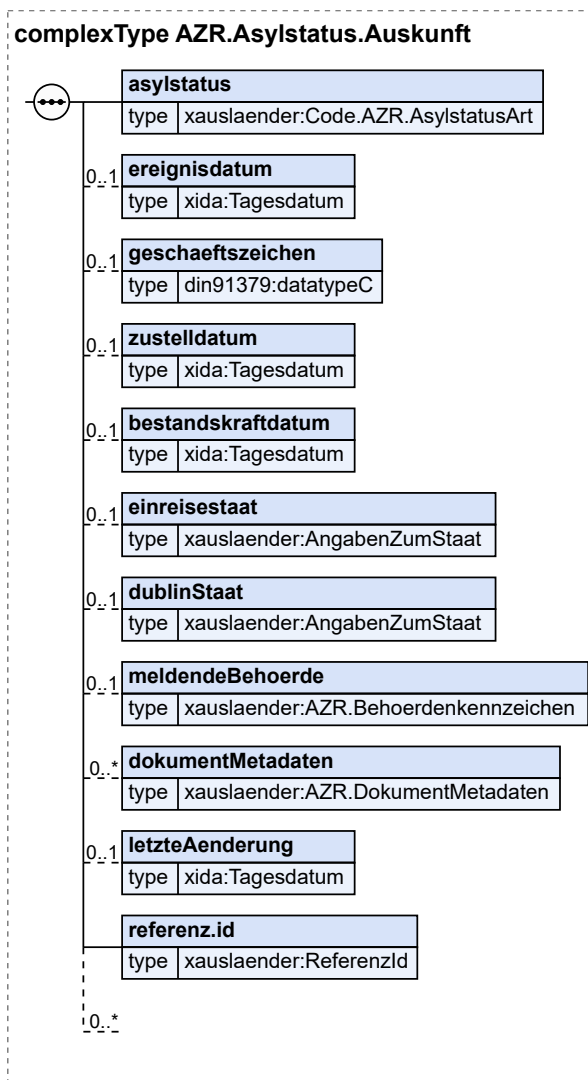 complexType AZR.Asylstatus.Auskunft
asylstatus
type xauslaender:Code.AZR.AsylstatusArt
0..1 ereignisdatum
type xida:Tagesdatum
0..1 geschaeftszeichen
type din91379:datatypeC
0..1 zustelldatum
type xida:Tagesdatum
0..1 bestandskraftdatum
type xida:Tagesdatum
0..1 einreisestaat
type xauslaender:AngabenZumStaat
0..1 dublinStaat
type xauslaender:AngabenZumStaat
0..1 meldendeBehoerde
type xauslaender:AZR.Behoerdenkennzeichen
0..* dokumentMetadaten
type xauslaender:AZR.DokumentMetadaten
0..1 letzteAenderung
type xida:Tagesdatum
referenz.id
type xauslaender:ReferenzId
0..*